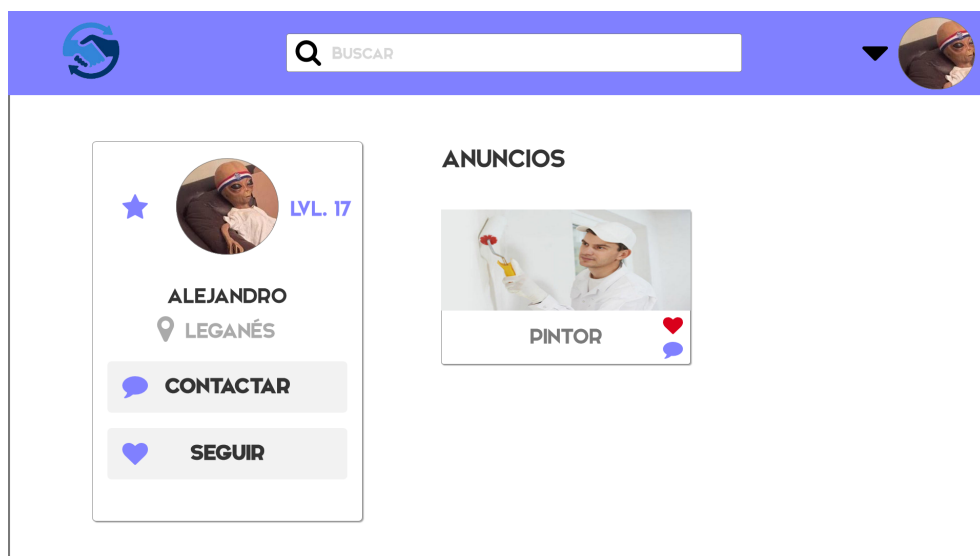 BUSCAR
LVL. 17
ALEJANDRO
LEGANÉS
CONTACTAR
SEGUIR
ANUNCIOS
PINTOR